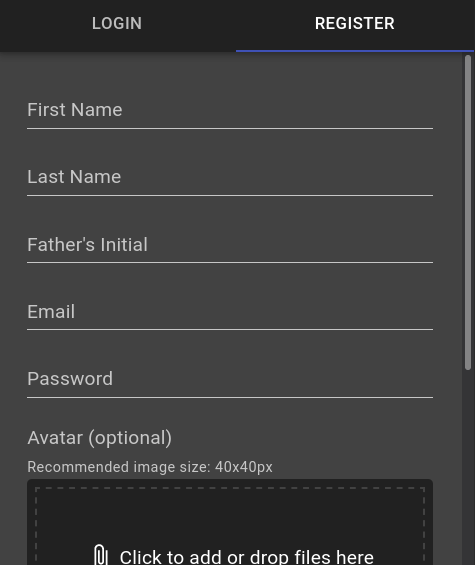 LOGIN REGISTER
First Name
Last Name
Father's Initial
Email
Password
Avatar (optional)
Recommended image size: 40x40px
Click to add or drop files here